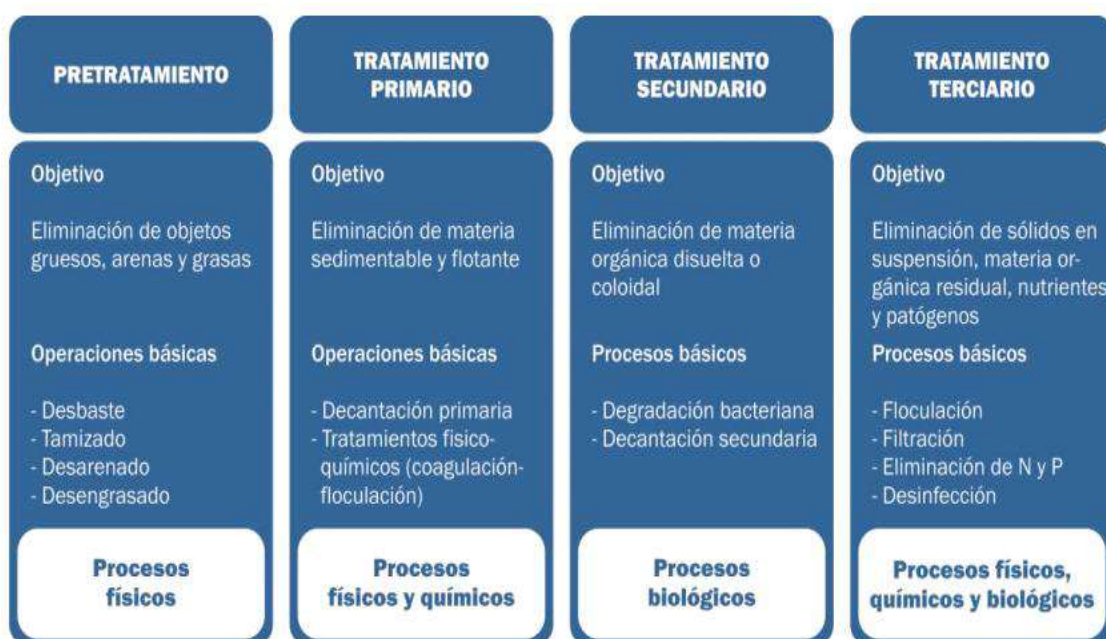 PRETRATAMIENTO
Objetivo
Eliminación de objetos
gruesos, arenas y grasas
Operaciones básicas
- Desbaste
- Tamizado
- Desarenado
- Desengrasado
Procesos
físicos
TRATAMIENTO
PRIMARIO
Objetivo
Eliminación de materia
sedimentable y flotante
Operaciones básicas
- Decantación primaria
- Tratamientos fisico-
químicos (coagulación-
floculación)
Procesos
físicos y químicos
TRATAMIENTO
SECUNDARIO
Objetivo
Eliminación de materia
orgánica disuelta o
coloidal
Procesos básicos
- Degradación bacteriana
- Decantación secundaria
Procesos
biológicos
TRATAMIENTO
TERCIARIO
Objetivo
Eliminación de sólidos en
suspensión, materia or-
gánica residual, nutrientes
y patógenos
Procesos básicos
- Floculación
- Filtración
- Eliminación de N y P
- Desinfección
Procesos físicos,
químicos y biológicos